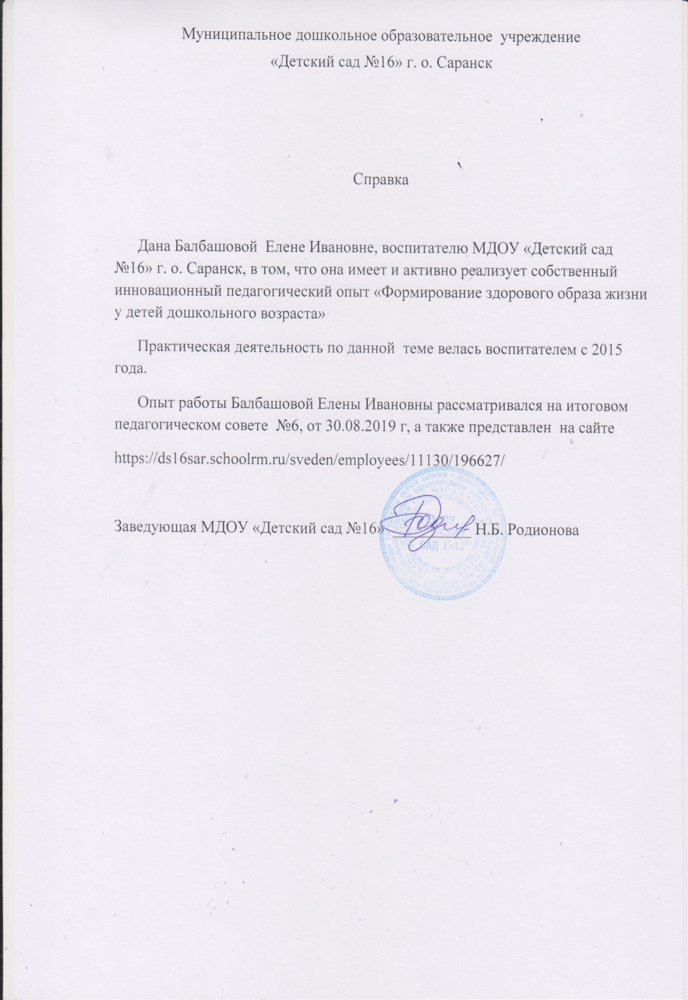 Муниципальное дошкольное образовательное учреждение
«Детский сад №16» г. о. Саранск
Справка
Дана Балбашовой Елене Ивановне, воспитателю МДОУ «Детский сад
№16» г. о. Саранск, в том, что она имеет и активно реализует собственный
инновационный педагогический опыт «Формирование здорового образа жизни
у детей дошкольного возраста»
Практическая деятельность по данной теме велась воспитателем с 2015
года.
Опыт работы Балбашовой Елены Ивановны рассматривался на итоговом
педагогическом совете №6, от 30.08.2019 г, а также представлен на сайте
https://ds16sar.schoolrm.ru/sveden/employees/11130/196627/
Заведующая МДОУ «Детский сад №16» __________ Н.Б. Родионова